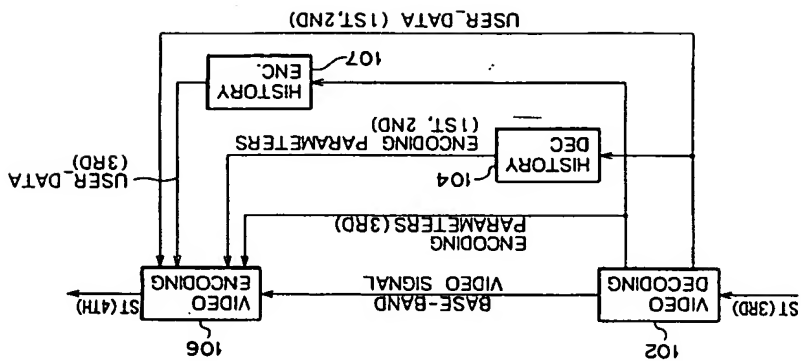 102
106
ST(3RD)
VIDEO
DECODING
BASE-BAND
VIDEO SIGNAL
VIDEO
ENCODING
ST(4TH)
ENCODING
PARAMETERS(3RD)
104
HISTORY
DEC
ENCODING PARAMETERS
(1ST, 2ND)
USER_DATA
(3RD)
HISTORY
ENC.
107
USER_DATA (1ST,2ND)